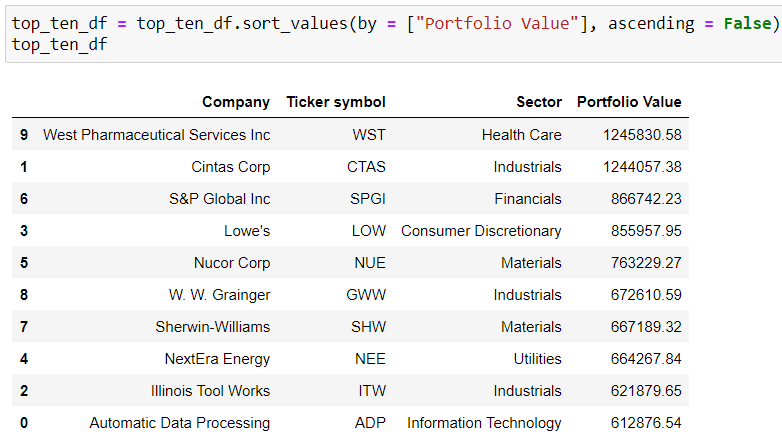 top_ten_df = top_ten_df.sort_values(by = ["Portfolio Value"], ascending = False)
top_ten_df
Company Ticker symbol Sector Portfolio Value
9 West Pharmaceutical Services Inc WST Health Care 1245830.58
1 Cintas Corp CTAS Industrials 1244057.38
6 S&P Global Inc SPGI Financials 866742.23
3 Lowe's LOW Consumer Discretionary 855957.95
5 Nucor Corp NUE Materials 763229.27
8 W. W. Grainger GWW Industrials 672610.59
7 Sherwin-Williams SHW Materials 667189.32
4 NextEra Energy NEE Utilities 664267.84
2 Illinois Tool Works ITW Industrials 621879.65
0 Automatic Data Processing ADP Information Technology 612876.54